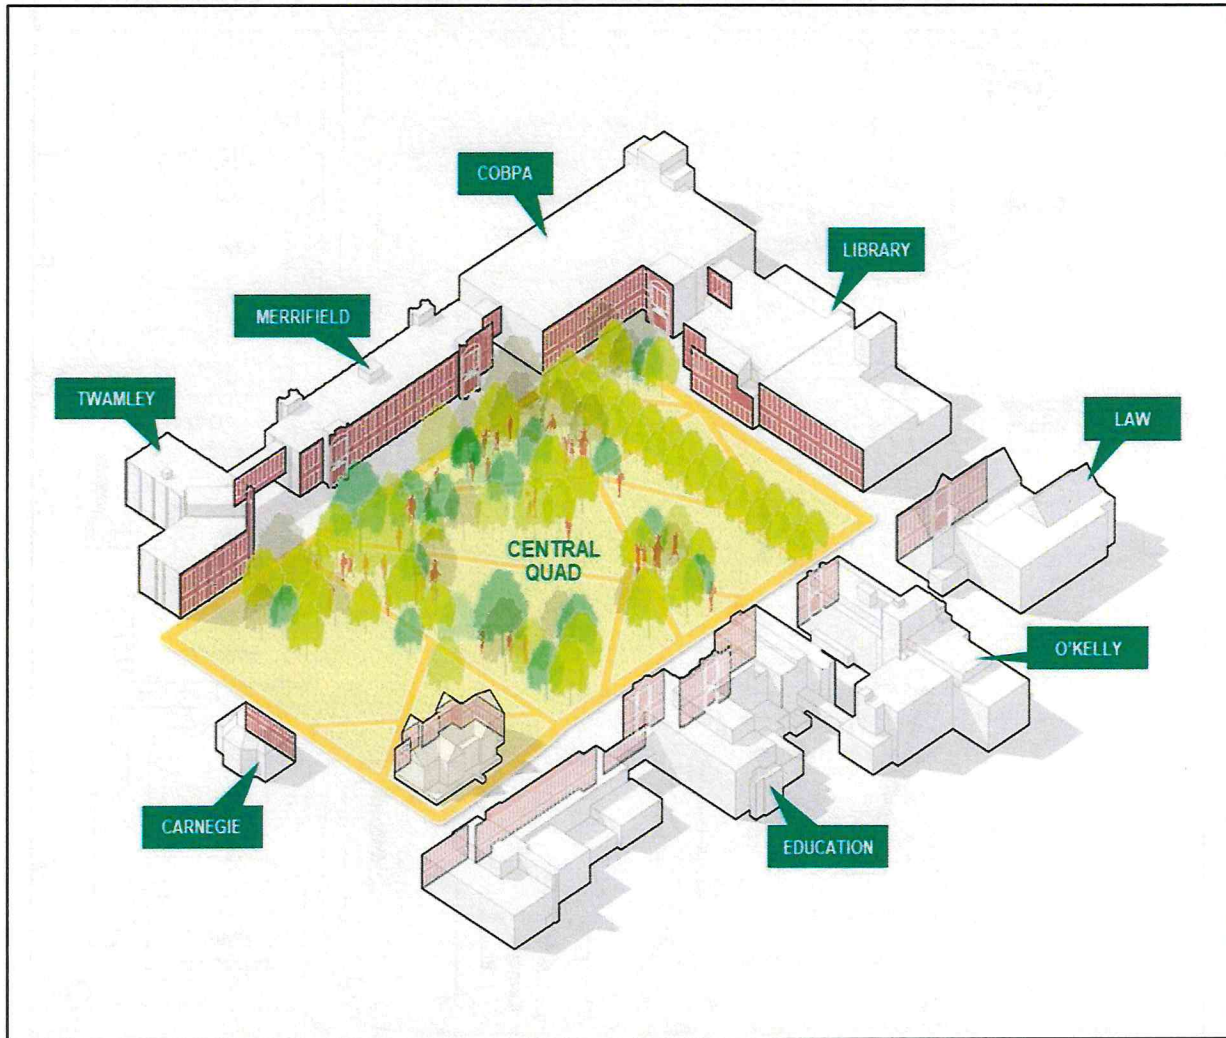 COBPA
LIBRARY
MERRIFIELD
TWAMLEY
LAW
CENTRAL
QUAD
O'KELLY
CARNEGIE
EDUCATION